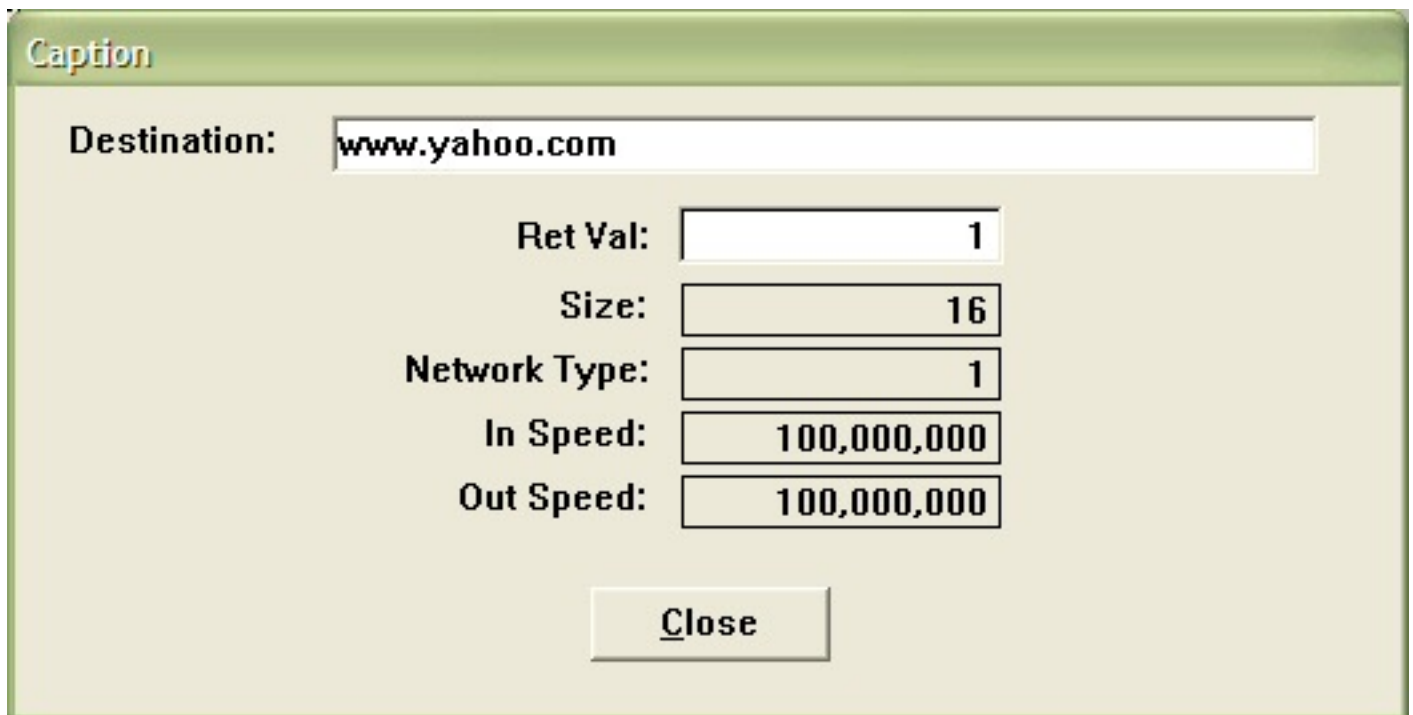 Caption
Destination: www.yahoo.com
Ret Val: 1
Size: 16
Network Type: 1
In Speed: 100,000,000
Out Speed: 100,000,000
Close